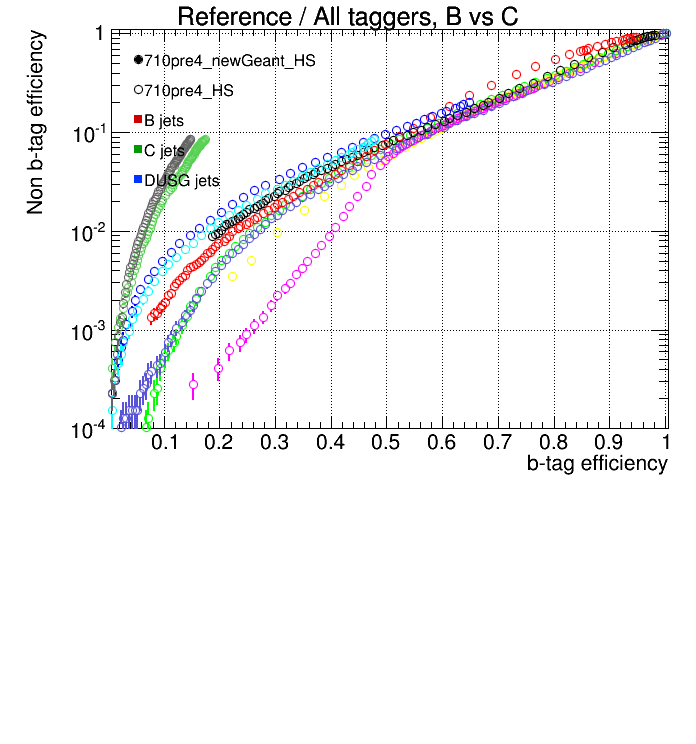 Reference / All taggers, B vs C
Non b-tag efficiency
1
10-1
10-2
10-3
10-4
710pre4_newGeant_HS
710pre4_HS
B jets
C jets
DUSG jets
0.1 0.2 0.3 0.4 0.5 0.6 0.7 0.8 0.9 1
b-tag efficiency